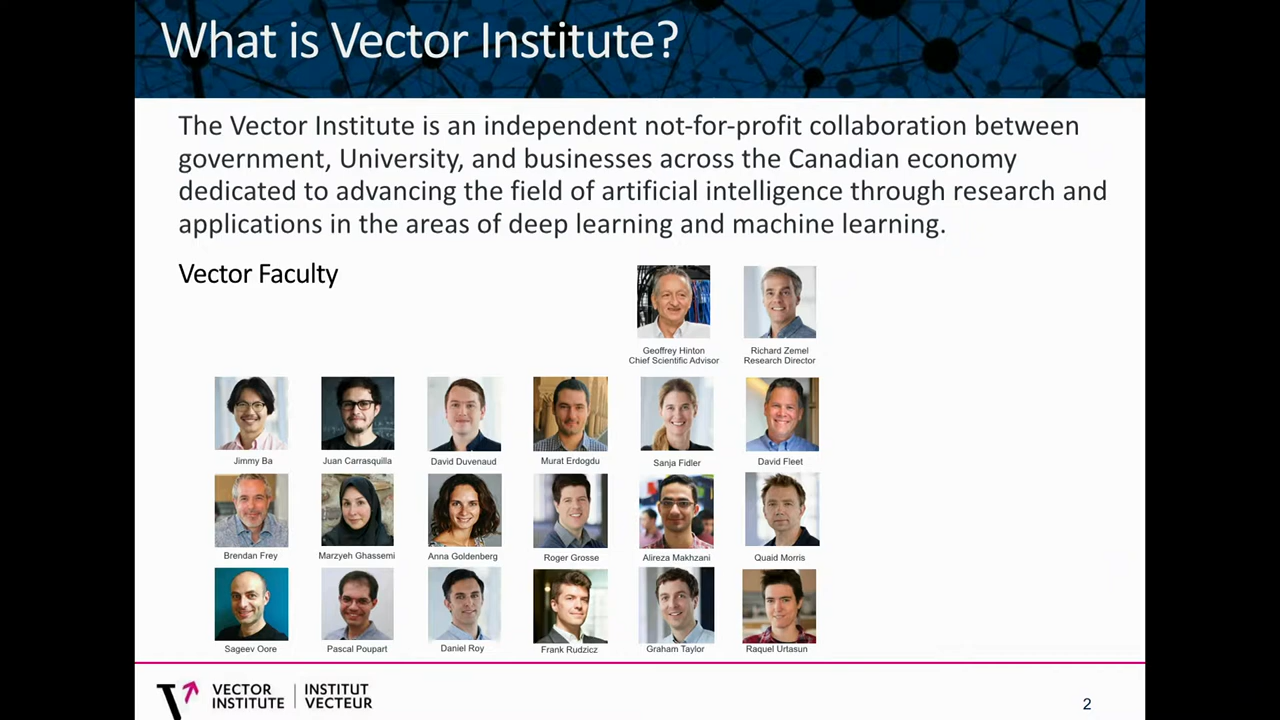 What is Vector Institute?
The Vector Institute is an independent not-for-profit collaboration between
government, University, and businesses across the Canadian economy
dedicated to advancing the field of artificial intelligence through research and
applications in the areas of deep learning and machine learning.
Vector Faculty
Geoffrey Hinton
Chief Scientific Advisor
Richard Zemel
Research Director
Jimmy Ba
Juan Carrasquilla
David Duvenaud
Murat Erdogdu
Sanja Fidler
David Fleet
Brendan Frey
Marzyeh Ghassemi
Anna Goldenberg
Roger Grosse
Alireza Makhzani
Quaid Morris
Sageev Oore
Pascal Poupart
Daniel Roy
Frank Rudzicz
Graham Taylor
Raquel Urtasun
VECTOR
INSTITUTE
INSTITUT
VECTEUR
2